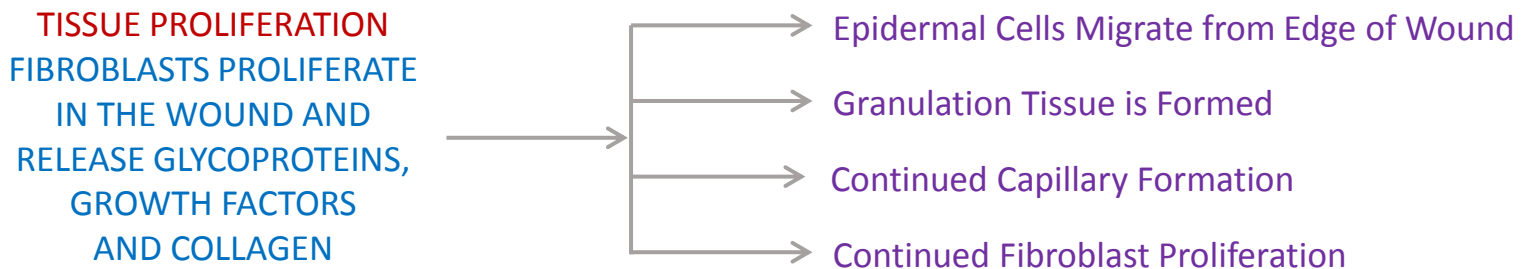 TISSUE PROLIFERATION
FIBROBLASTS PROLIFERATE
IN THE WOUND AND
RELEASE GLYCOPROTEINS,
GROWTH FACTORS
AND COLLAGEN
Epidermal Cells Migrate from Edge of Wound
Granulation Tissue is Formed
Continued Capillary Formation
Continued Fibroblast Proliferation